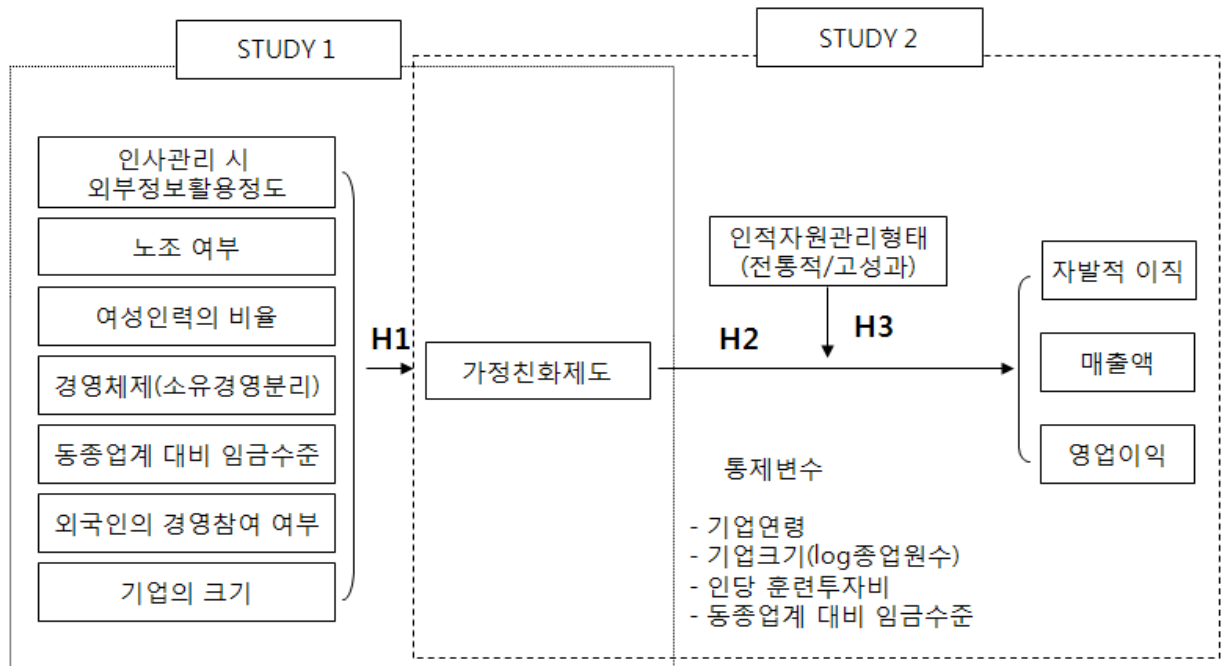 STUDY 1
STUDY 2
인사관리 시
외부정보활용정도
노조 여부
여성인력의 비율
경영체제(소유경영분리)
동종업계 대비 임금수준
외국인의 경영참여 여부
기업의 크기
H1
가정친화제도
H2
인적자원관리형태
(전통적/고성과)
H3
자발적 이직
매출액
영업이익
통제변수
- 기업연령
- 기업크기(log종업원수)
- 인당 훈련투자비
- 동종업계 대비 임금수준